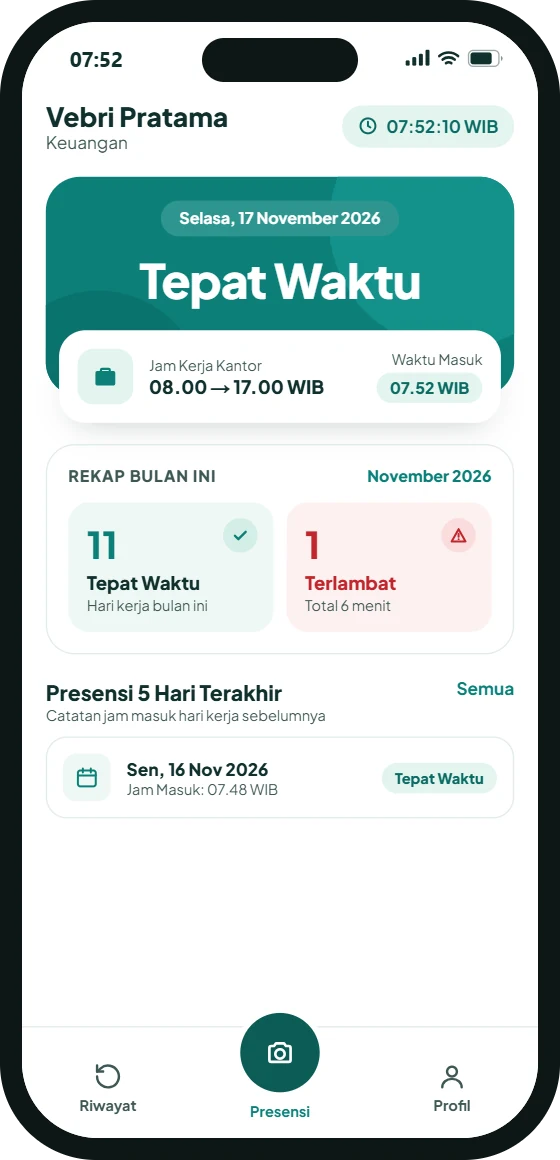 07:52
Vebri Pratama
Keuangan
07:52:10 WIB
Selasa, 17 November 2026
Tepat Waktu
Jam Kerja Kantor
08.00 → 17.00 WIB
Waktu Masuk
07.52 WIB
REKAP BULAN INI
November 2026
11
Tepat Waktu
Hari kerja bulan ini
1
Terlambat
Total 6 menit
Presensi 5 Hari Terakhir
Semua
Catatan jam masuk hari kerja sebelumnya
Sen, 16 Nov 2026
Jam Masuk: 07.48 WIB
Tepat Waktu
Riwayat
Presensi
Profil